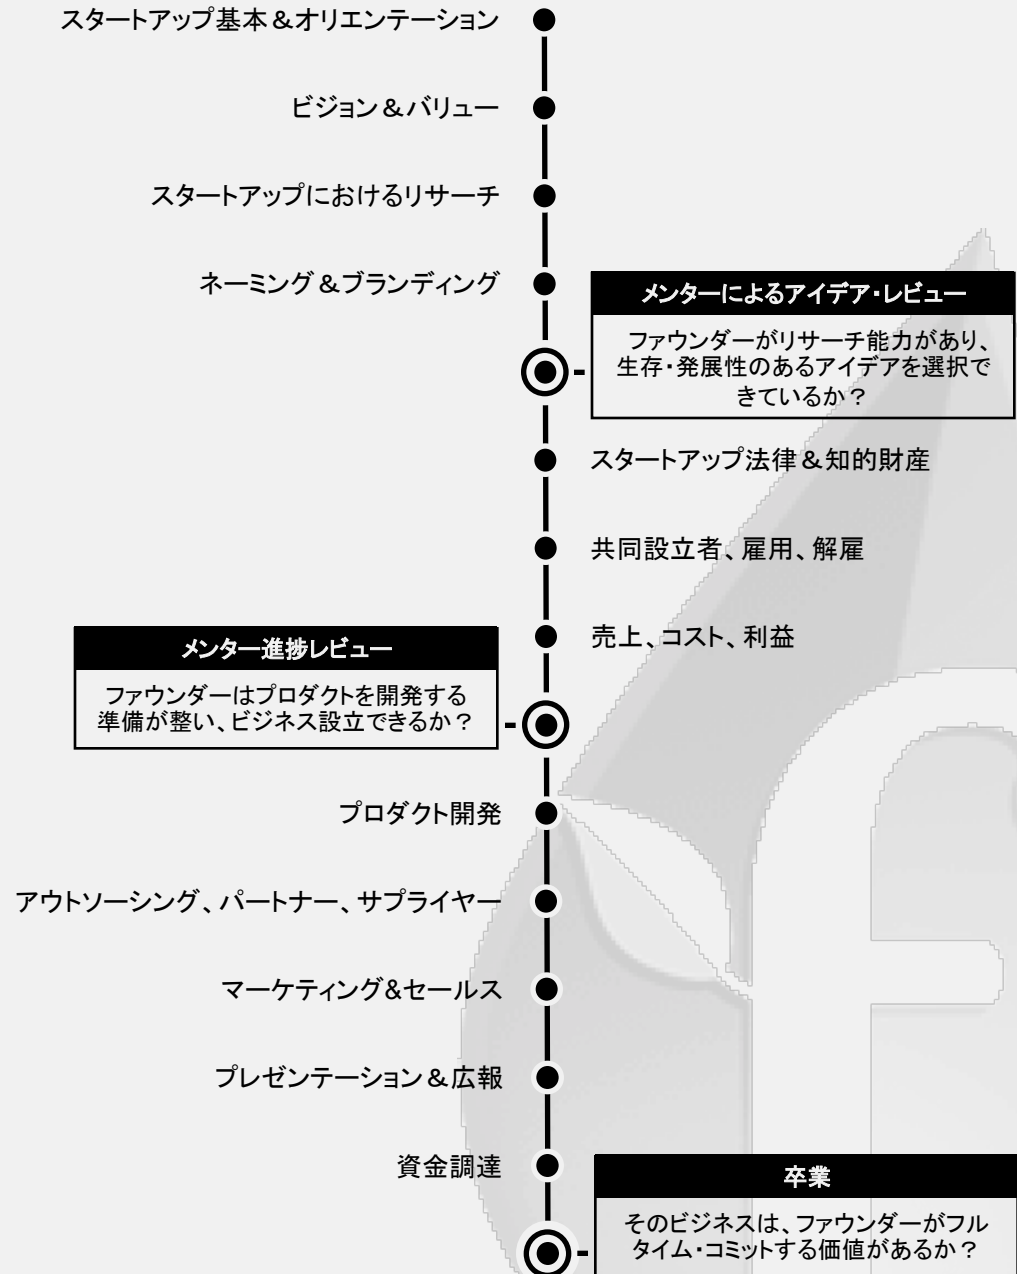 スタートアップ基本＆オリエンテーション
ビジョン＆バリュー
スタートアップにおけるリサーチ
ネーミング＆ブランディング
メンターによるアイデア・レビュー
ファウンダーがリサーチ能力があり、
生存・発展性のあるアイデアを選択で
きているか？
スタートアップ法律＆知的財産
共同設立者、雇用、解雇
売上、コスト、利益
メンター進捗レビュー
ファウンダーはプロダクトを開発する
準備が整い、ビジネス設立できるか？
プロダクト開発
アウトソーシング、パートナー、サプライヤー
マーケティング&セールス
プレゼンテーション＆広報
資金調達
卒業
そのビジネスは、ファウンダーがフル
タイム・コミットする価値があるか？